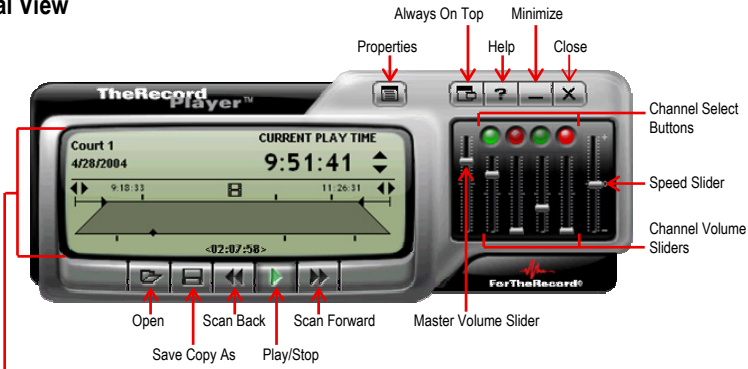 al View
Always On Top
Minimize
Properties
Help
Close
TheRecord
Player™
?
Channel Select
Buttons
Court 1
CURRENT PLAY TIME
4/28/2004
9:51:41
+
Speed Slider
9:18:33
11:26:31
Channel Volume
Sliders
-
<02:07:58>
ForTheRecord®
Open
Scan Back
Scan Forward
Master Volume Slider
Save Copy As
Play/Stop